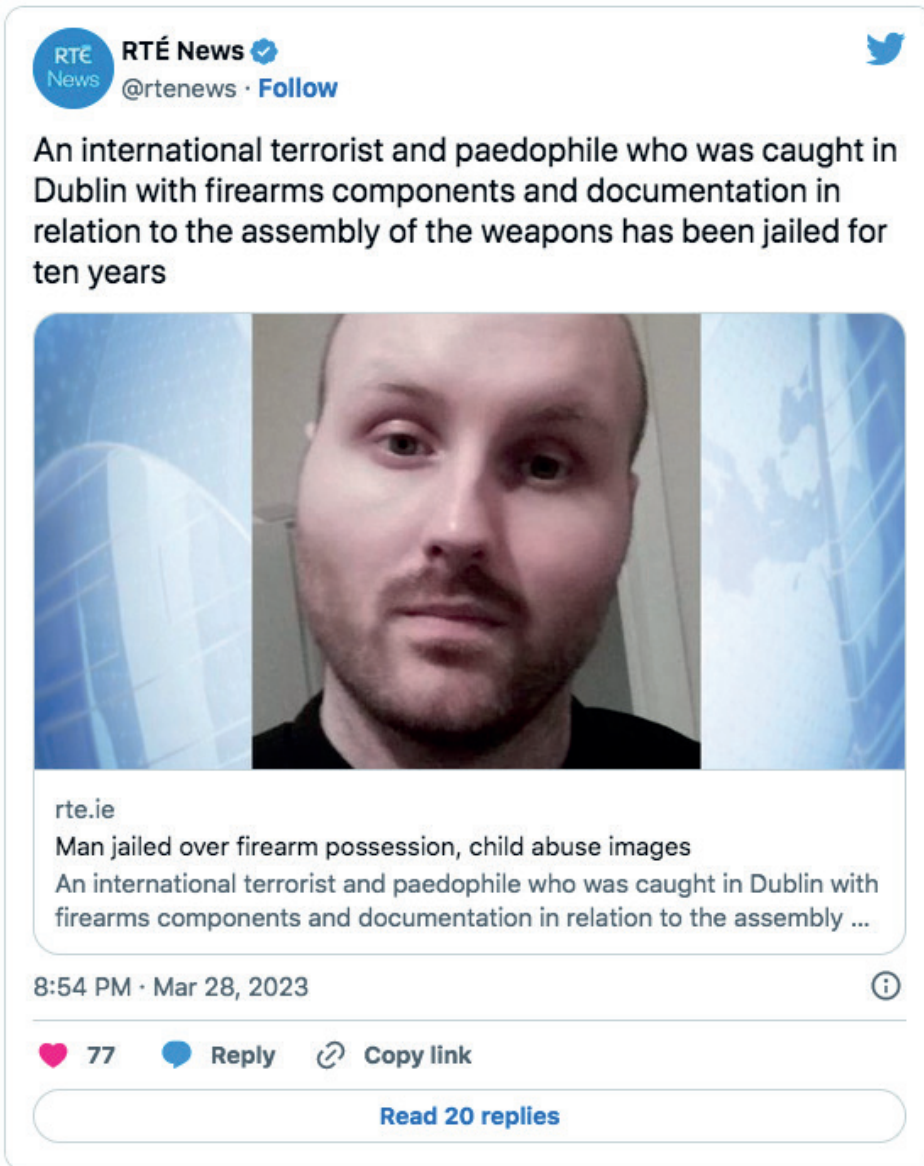 RTÉ
News
RTÉ News
@rtenews · Follow
An international terrorist and paedophile who was caught in
Dublin with firearms components and documentation in
relation to the assembly of the weapons has been jailed for
ten years
rte.ie
Man jailed over firearm possession, child abuse images
An international terrorist and paedophile who was caught in Dublin with
firearms components and documentation in relation to the assembly ...
8:54 PM · Mar 28, 2023
77 Reply Copy link
Read 20 replies